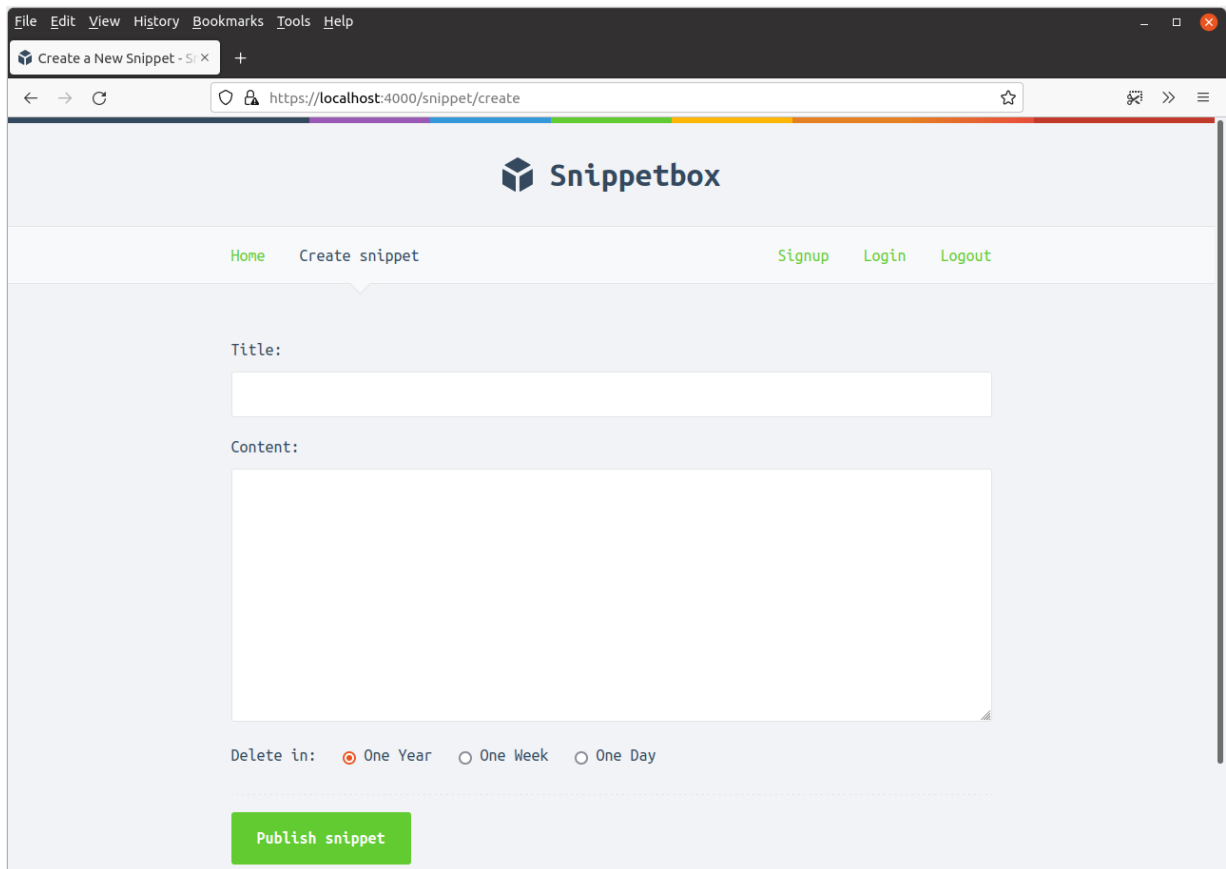 File Edit View History Bookmarks Tools Help
Create a New Snippet - Sn
https://localhost:4000/snippet/create
Snippetbox
Home Create snippet Signup Login Logout
Title:
Content:
Delete in: One Year One Week One Day
Publish snippet